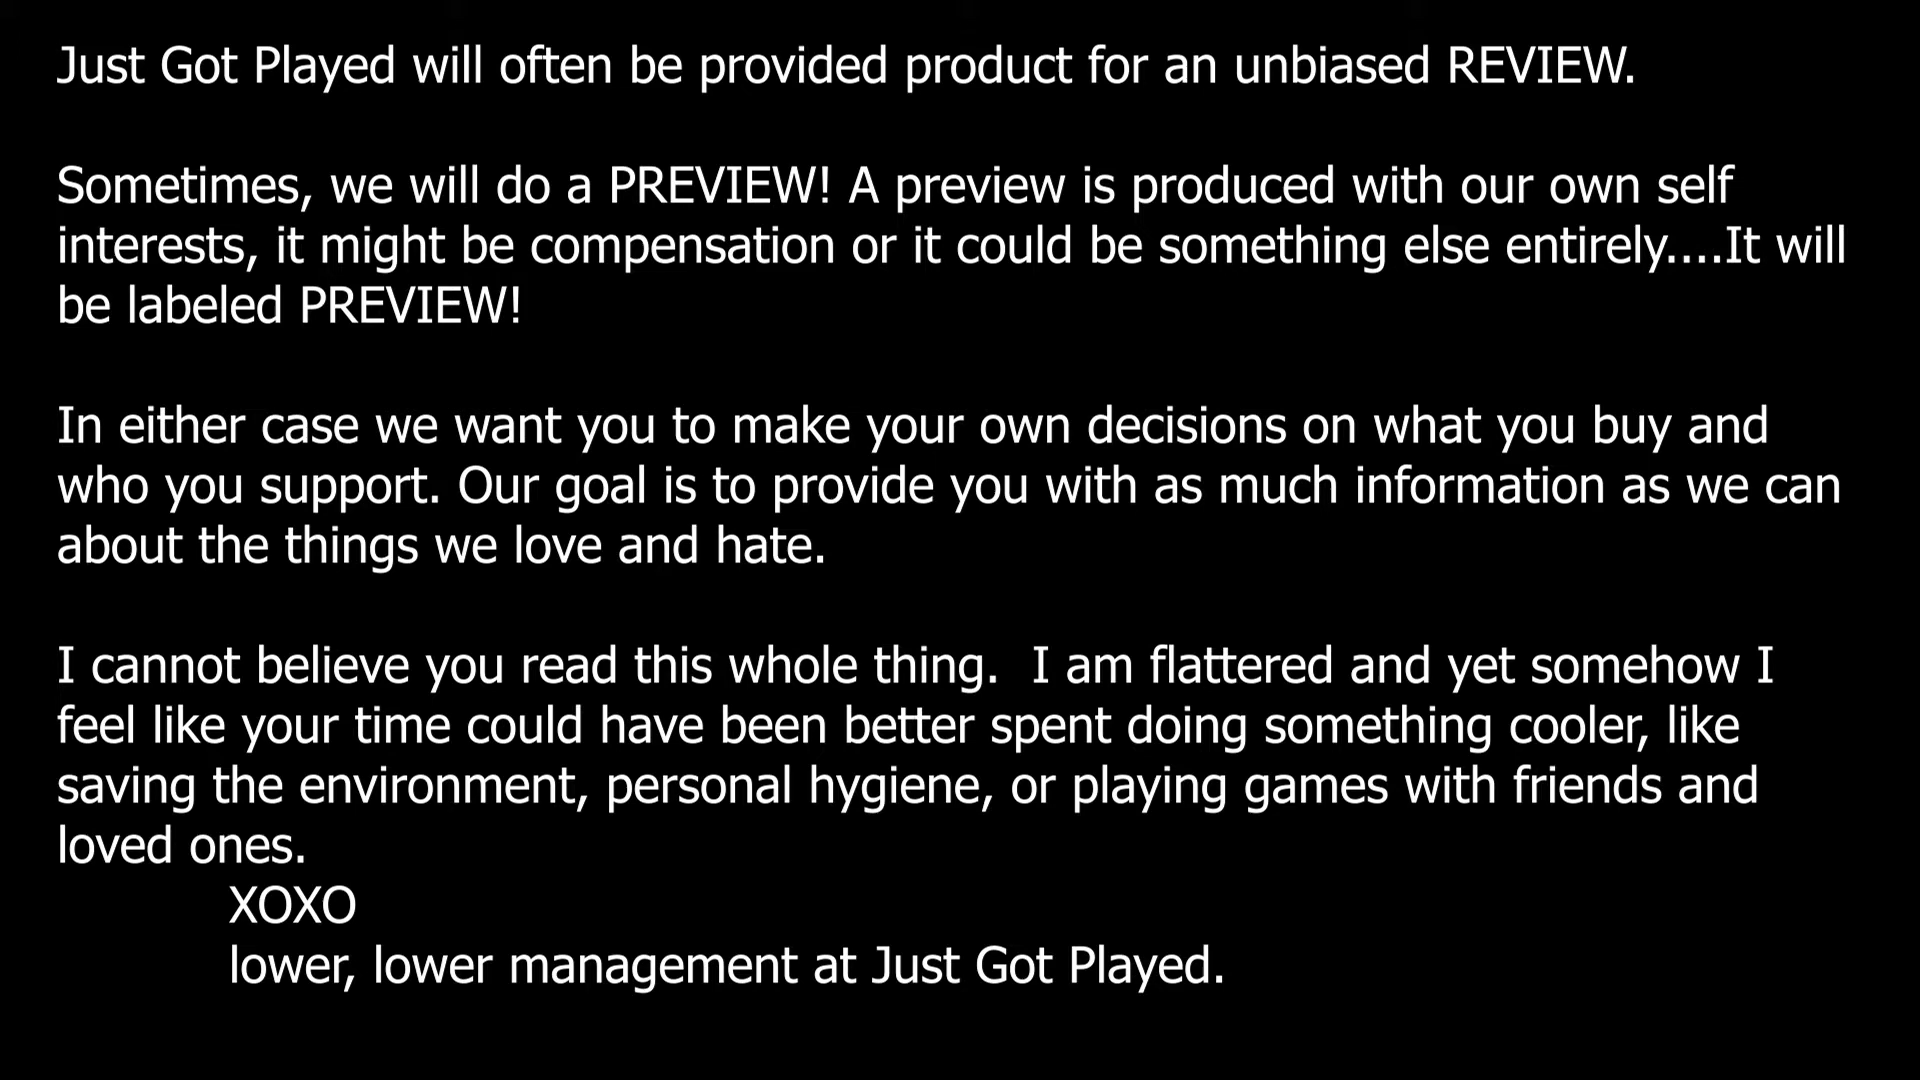 Just Got Played will often be provided product for an unbiased REVIEW.
Sometimes, we will do a PREVIEW! A preview is produced with our own self
interests, it might be compensation or it could be something else entirely....It will
be labeled PREVIEW!
In either case we want you to make your own decisions on what you buy and
who you support. Our goal is to provide you with as much information as we can
about the things we love and hate.
I cannot believe you read this whole thing.  I am flattered and yet somehow I
feel like your time could have been better spent doing something cooler, like
saving the environment, personal hygiene, or playing games with friends and
loved ones.
XOXO
lower, lower management at Just Got Played.